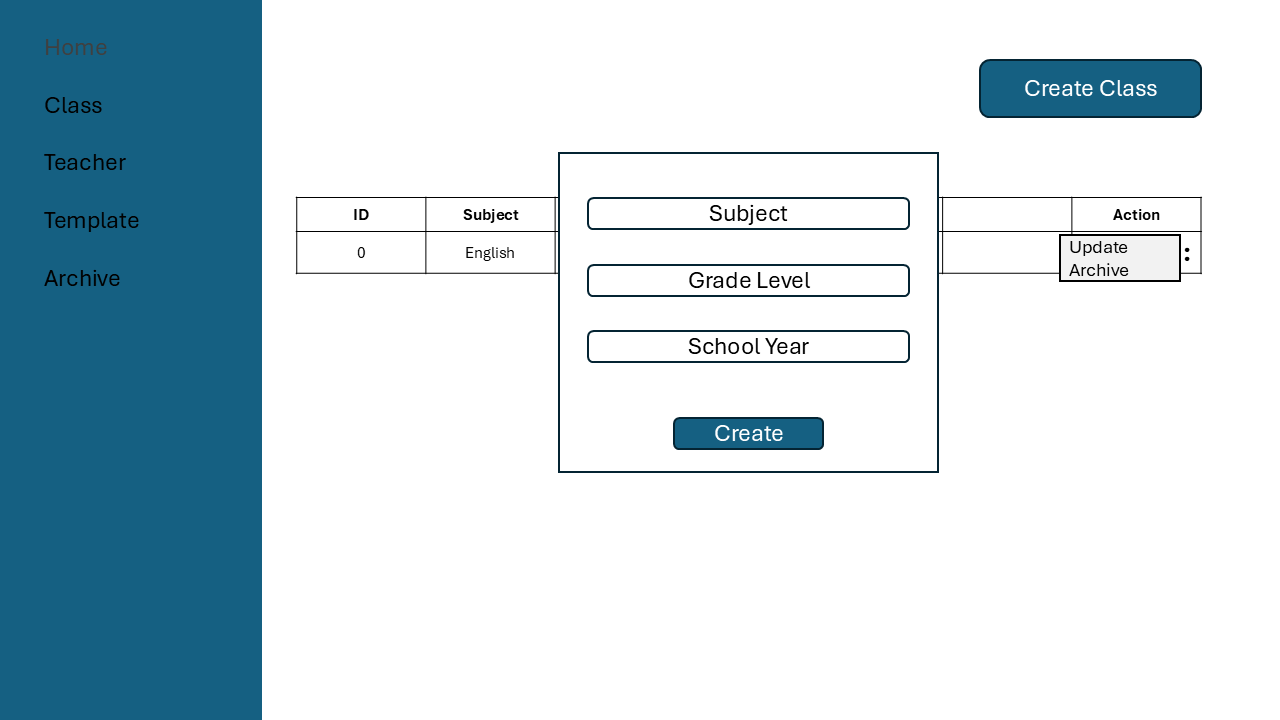 Home
Class
Teacher
Template
Archive
Create Class
ID
Subject
Action
0
English
Update
Archive
:
Subject
Grade Level
School Year
Create